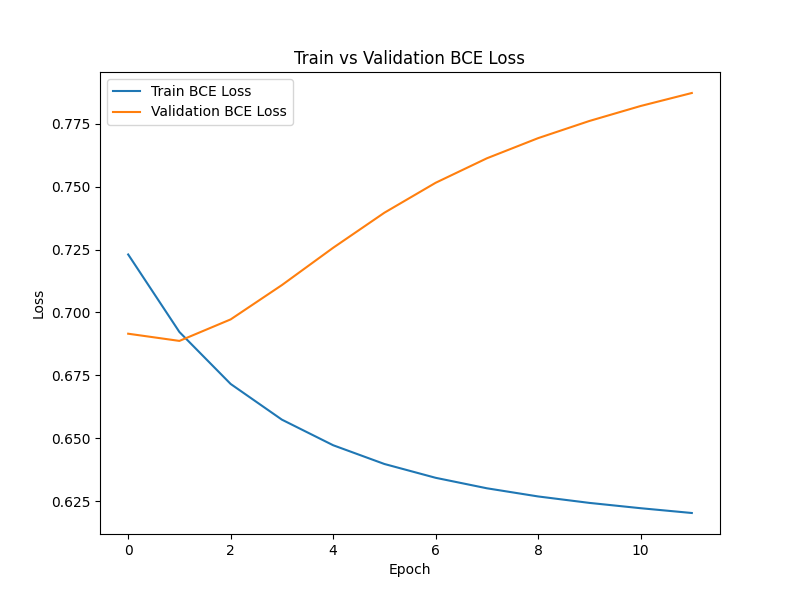 Train vs Validation BCE Loss
Train BCE Loss
Validation BCE Loss
0.775
0.750
0.725
0.700
0.675
0.650
0.625
Loss
0
2
4
6
8
10
Epoch